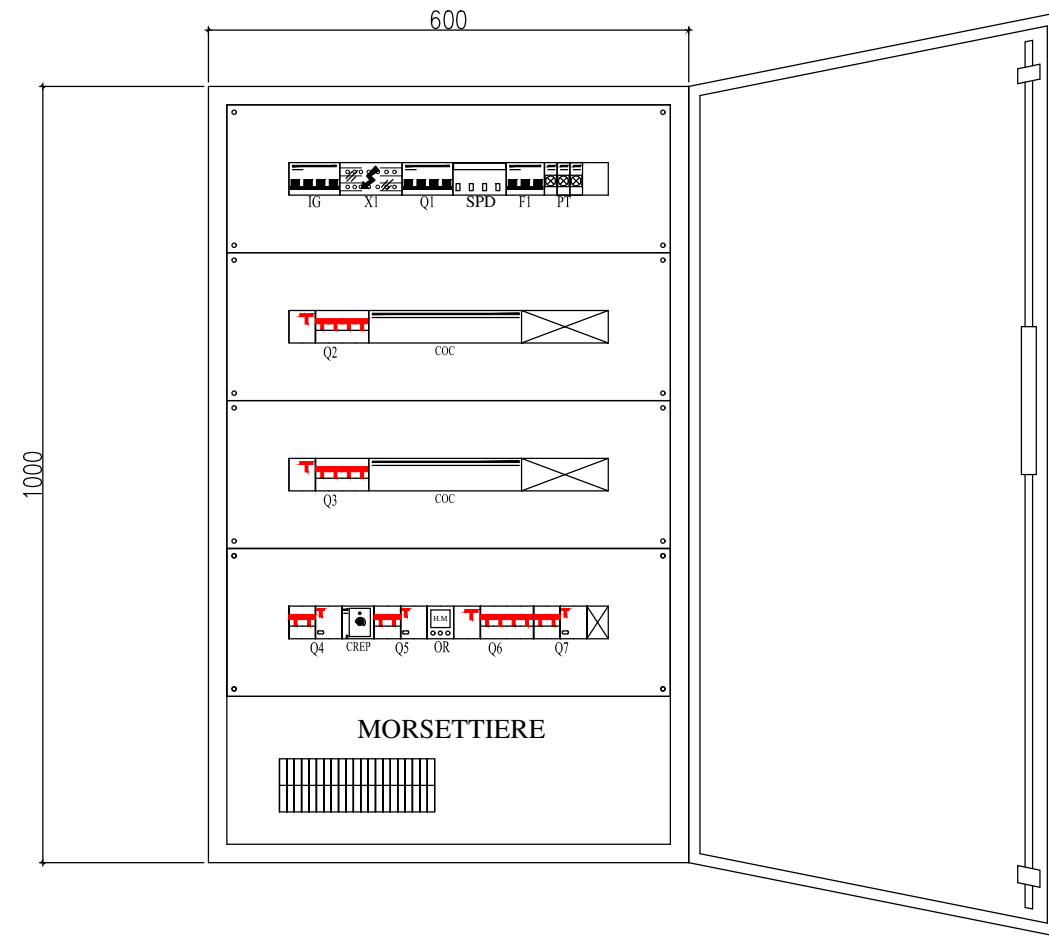 600
1000
IG X1 Q1 SPD F1 PT
Q2 COC
Q3 COC
H.M
Q4 CREP Q5 OR Q6 Q7
MORSETTIERE